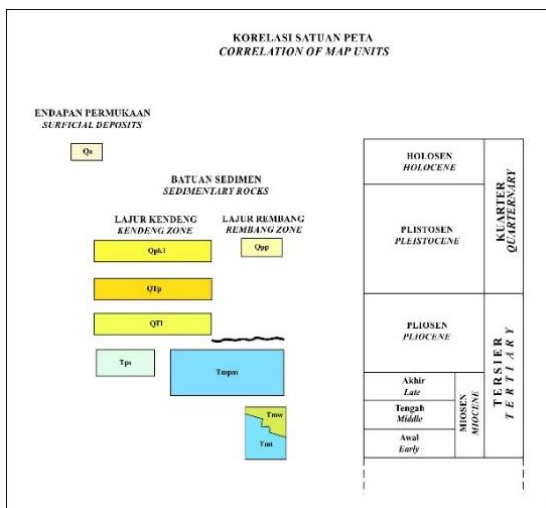 KORELASI SATUAN PETA
CORRELATION OF MAP UNITS
ENDAPAN PERMUKAAN
SURFICIAL DEPOSITS
Qa
BATUAN SEDIMEN
SEDIMENTARY ROCKS
LAJUR KENDENG
KENDENG ZONE
LAJUR REMBANG
REMBANG ZONE
Qpk1
Qpp
QTp
QTl
Tps
Tmpm
Tmw
Tmt
HOLOSEN
HOLOCENE
PLISTOSEN
PLEISTOCENE
KUARTER
QUARTERNARY
PLIOSEN
PLIOCENE
Akhir
Late
Tengah
Middle
Awal
Early
MIOSEN
MIOCENE
TERSIER
TERTIARY